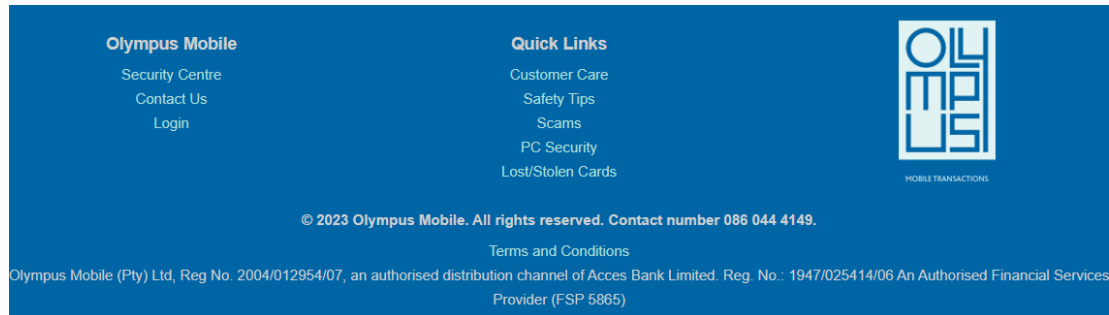 Olympus Mobile
Security Centre
Contact Us
Login
Quick Links
Customer Care
Safety Tips
Scams
PC Security
Lost/Stolen Cards
OLY
MP
US
MOBILE TRANSACTIONS
© 2023 Olympus Mobile. All rights reserved. Contact number 086 044 4149.
Terms and Conditions
Olympus Mobile (Pty) Ltd, Reg No. 2004/012954/07, an authorised distribution channel of Acces Bank Limited. Reg. No.: 1947/025414/06 An Authorised Financial Services
Provider (FSP 5865)